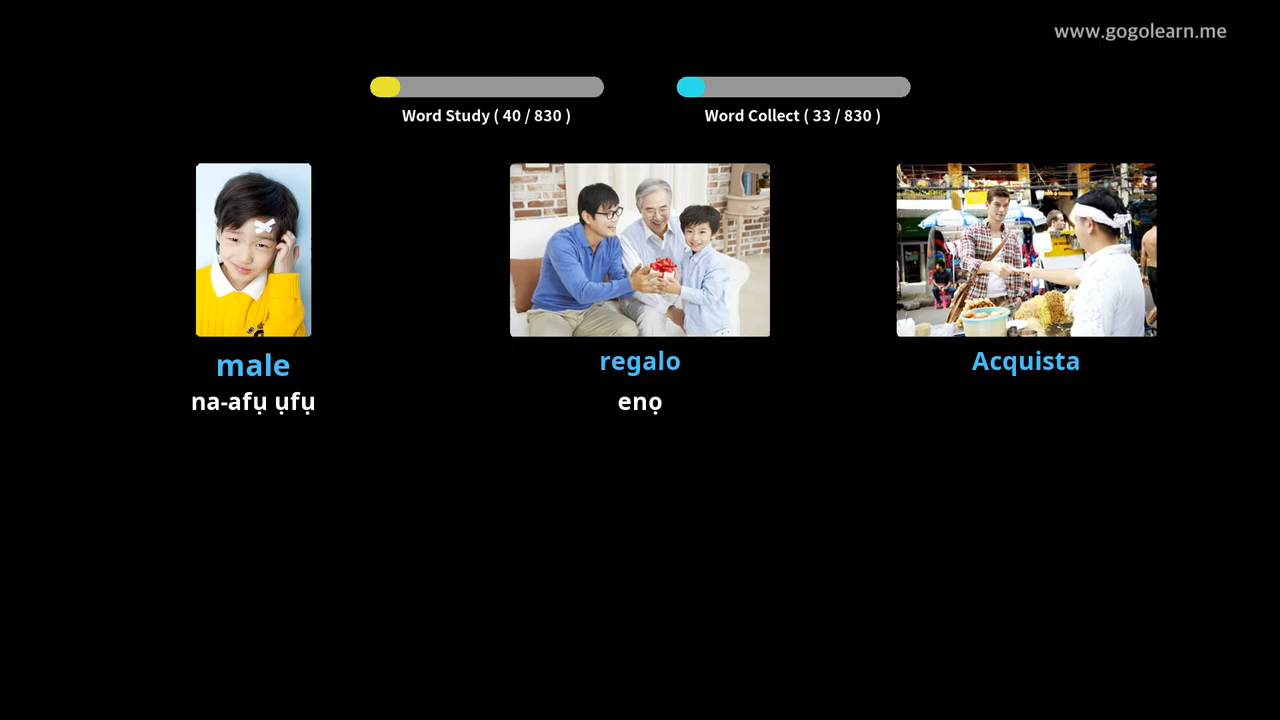 www.gogolearn.me
Word Study ( 40 / 830 )
Word Collect ( 33 / 830 )
male
na-afụ ụfụ
regalo
enọ
Acquista